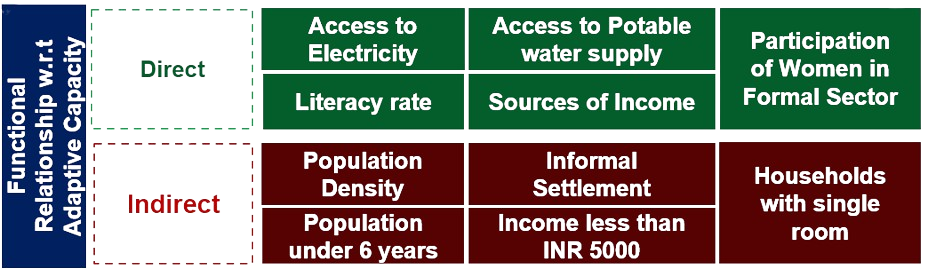 Functional
Relationship w.r.t
Adaptive Capacity
Direct
Access to
Electricity
Access to Potable
water supply
Participation
of Women in
Formal Sector
Literacy rate
Sources of Income
Indirect
Population
Density
Informal
Settlement
Households
with single
room
Population
under 6 years
Income less than
INR 5000